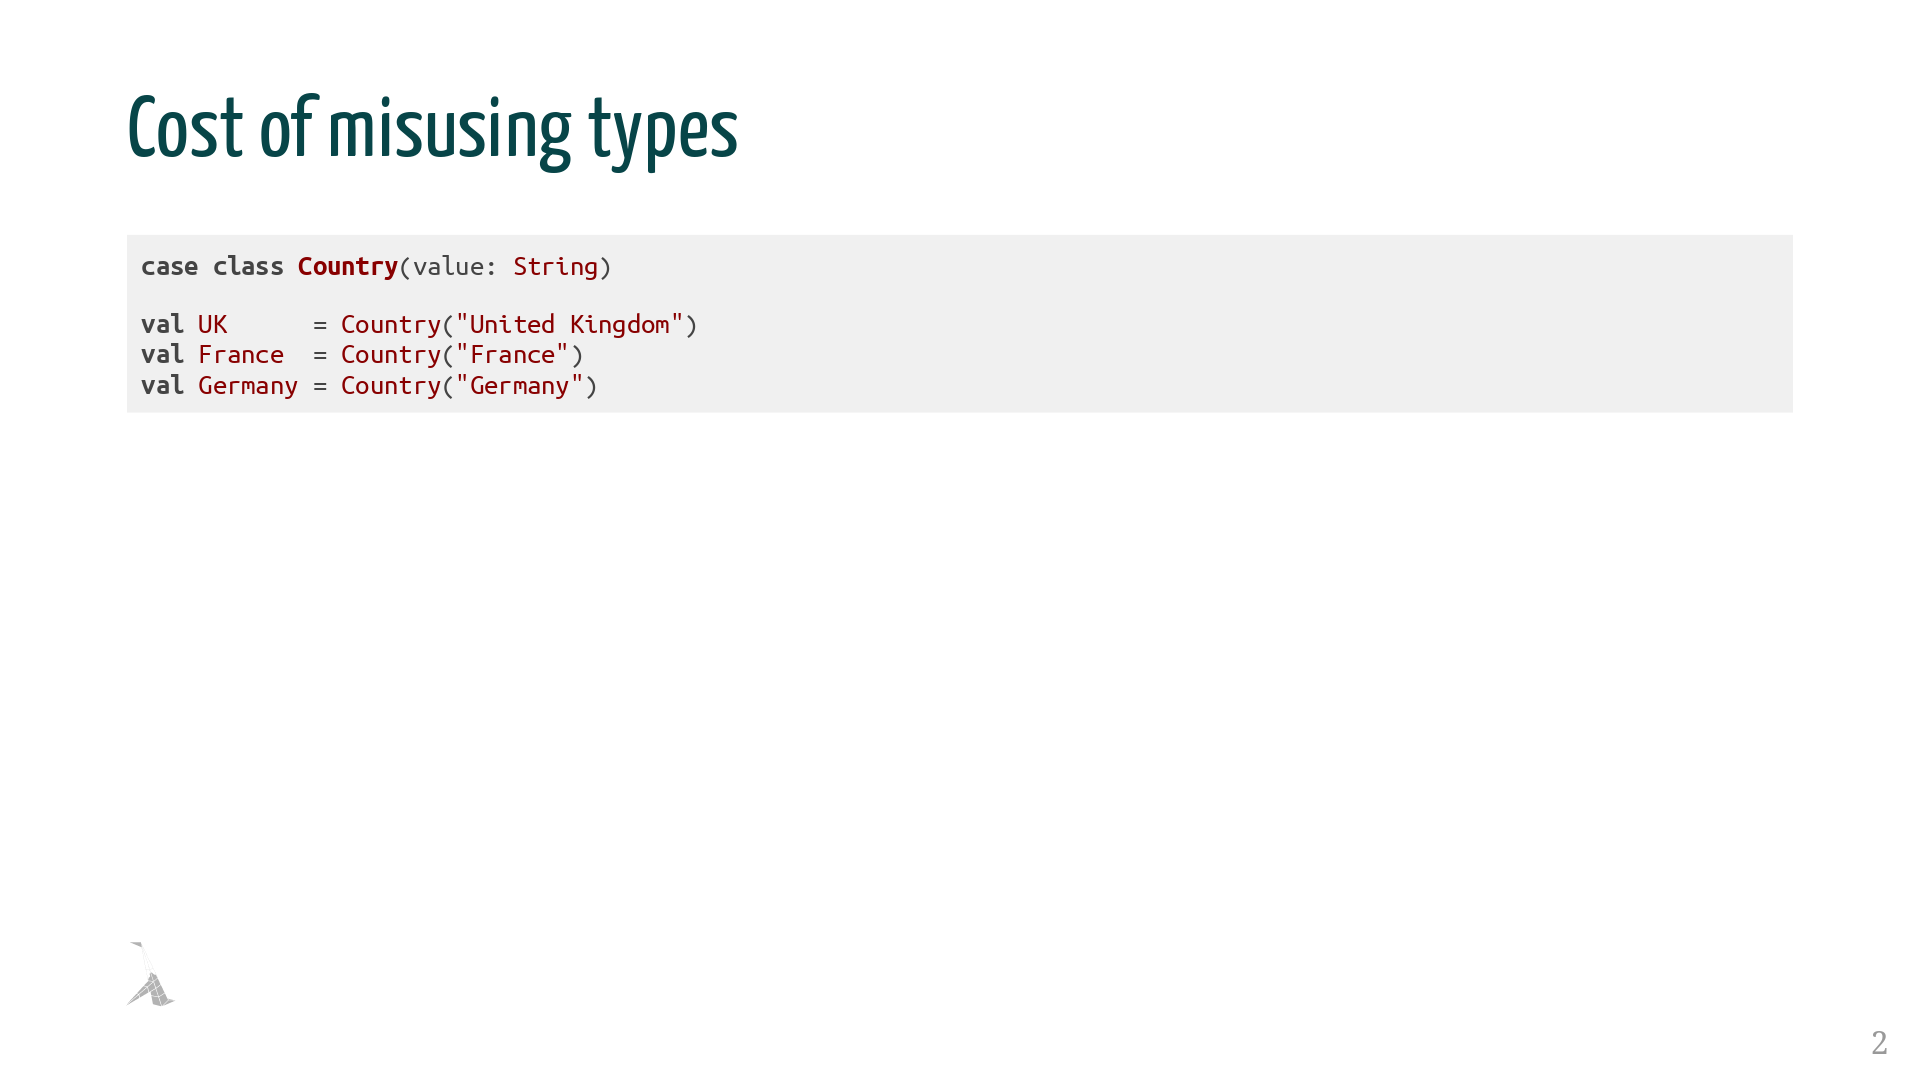 Cost of misusing types
case class Country(value: String)
val UK      = Country("United Kingdom")
val France  = Country("France")
val Germany = Country("Germany")
2